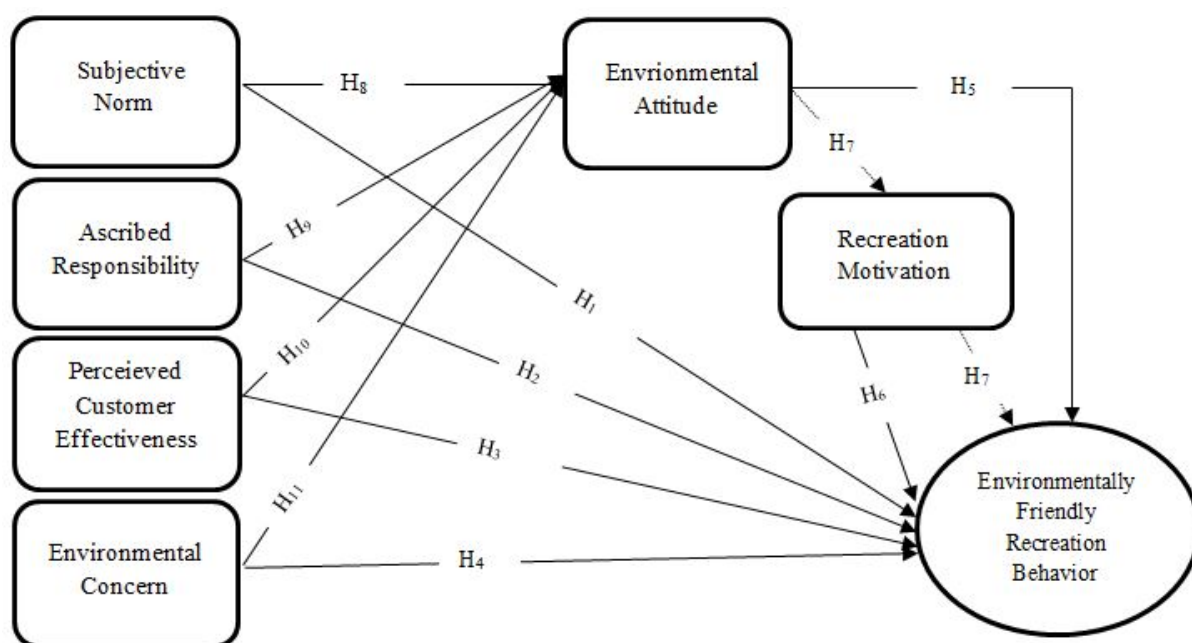 Subjective
Norm
Ascribed
Responsibility
Perceieved
Customer
Effectiveness
Environmental
Concern
Envrionmental
Attitude
Recreation
Motivation
Environmentally
Friendly
Recreation
Behavior
H8
H9
H10
H11
H1
H2
H3
H4
H5
H7
H6
H7